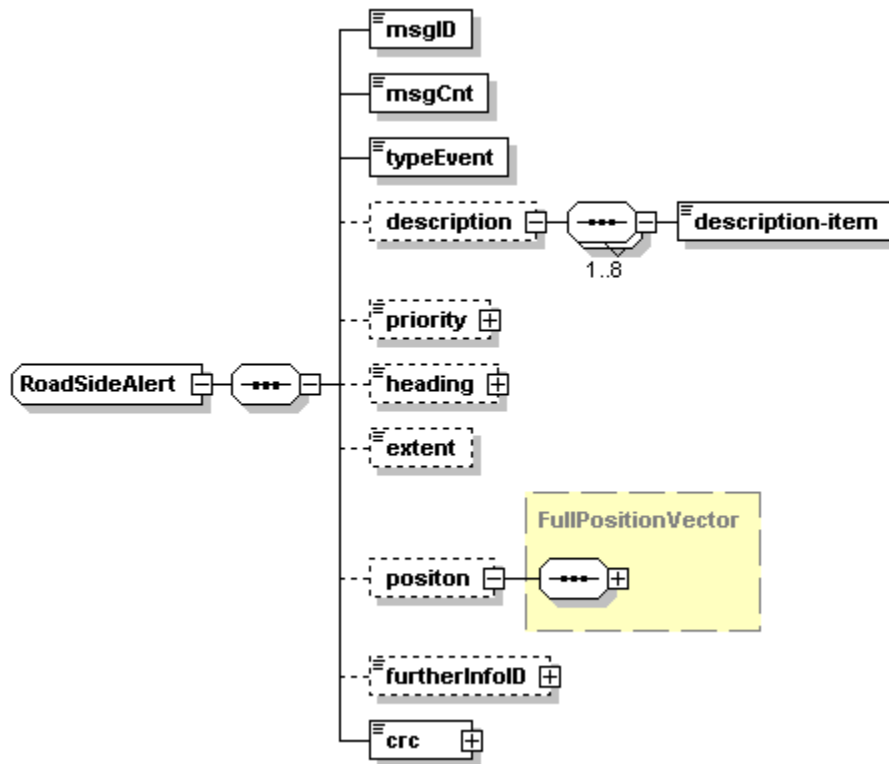 msgID
msgCnt
typeEvent
description
description-item
1..8
priority
RoadSideAlert
heading
extent
FullPositionVector
positon
furtherInfoID
crc